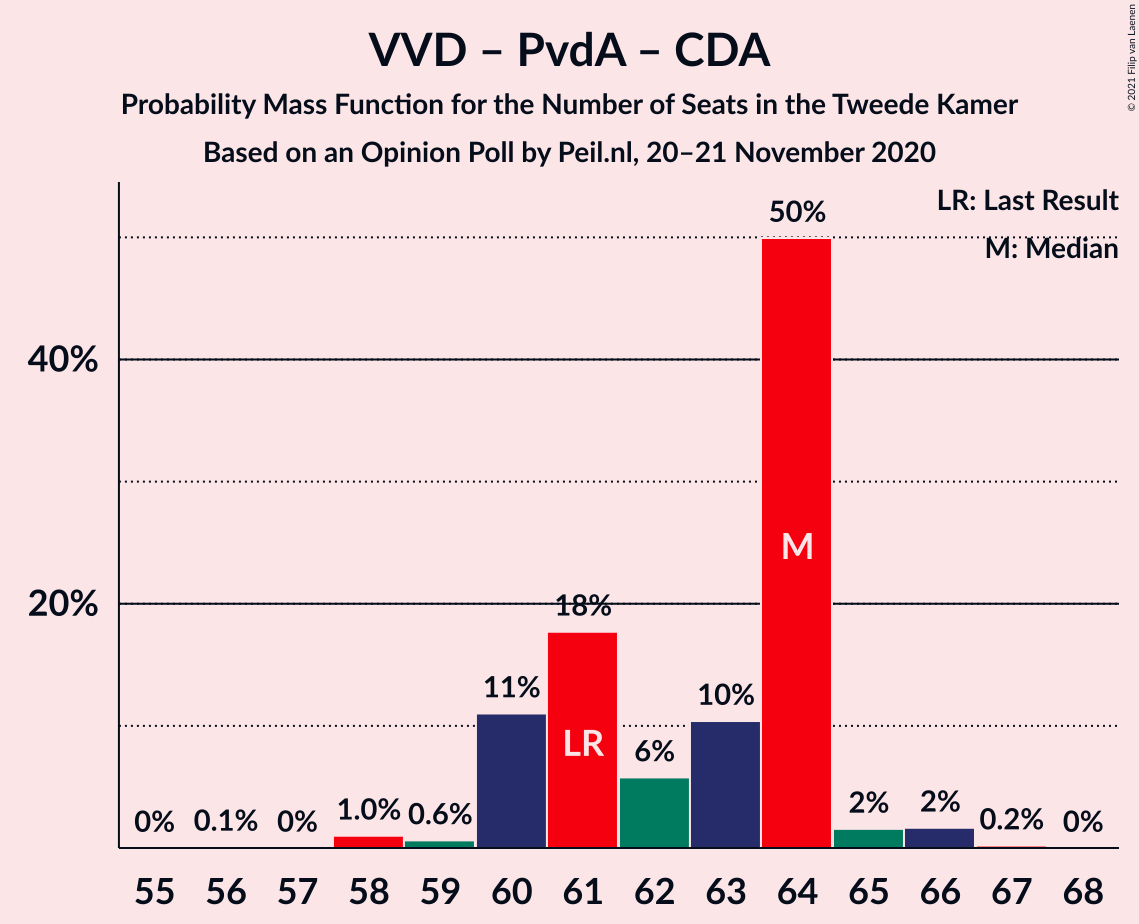 VVD – PvdA – CDA
Probability Mass Function for the Number of Seats in the Tweede Kamer
Based on an Opinion Poll by Peil.nl, 20–21 November 2020
© 2021 Filip van Laenen
LR: Last Result
M: Median
50%
40%
M
20%
18%
11%
10%
LR
6%
0%
0.1%
0%
1.0%
0.6%
2%
2%
0.2%
0%
55 56 57 58 59 60 61 62 63 64 65 66 67 68